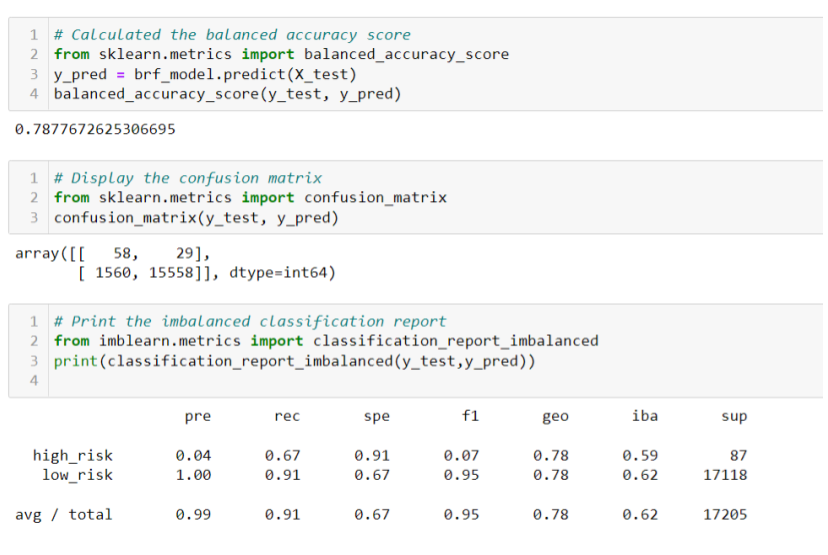 1 # Calculated the balanced accuracy score
2 from sklearn.metrics import balanced_accuracy_score
3 y_pred = brf_model.predict(X_test)
4 balanced_accuracy_score(y_test, y_pred)
0.7877672625306695
1 # Display the confusion matrix
2 from sklearn.metrics import confusion_matrix
3 confusion_matrix(y_test, y_pred)
array([[   58,    29],
       [ 1560, 15558]], dtype=int64)
1 # Print the imbalanced classification report
2 from imblearn.metrics import classification_report_imbalanced
3 print(classification_report_imbalanced(y_test,y_pred))
4
pre rec spe f1 geo iba sup
high_risk 0.04 0.67 0.91 0.07 0.78 0.59 87
low_risk 1.00 0.91 0.67 0.95 0.78 0.62 17118
avg / total 0.99 0.91 0.67 0.95 0.78 0.62 17205